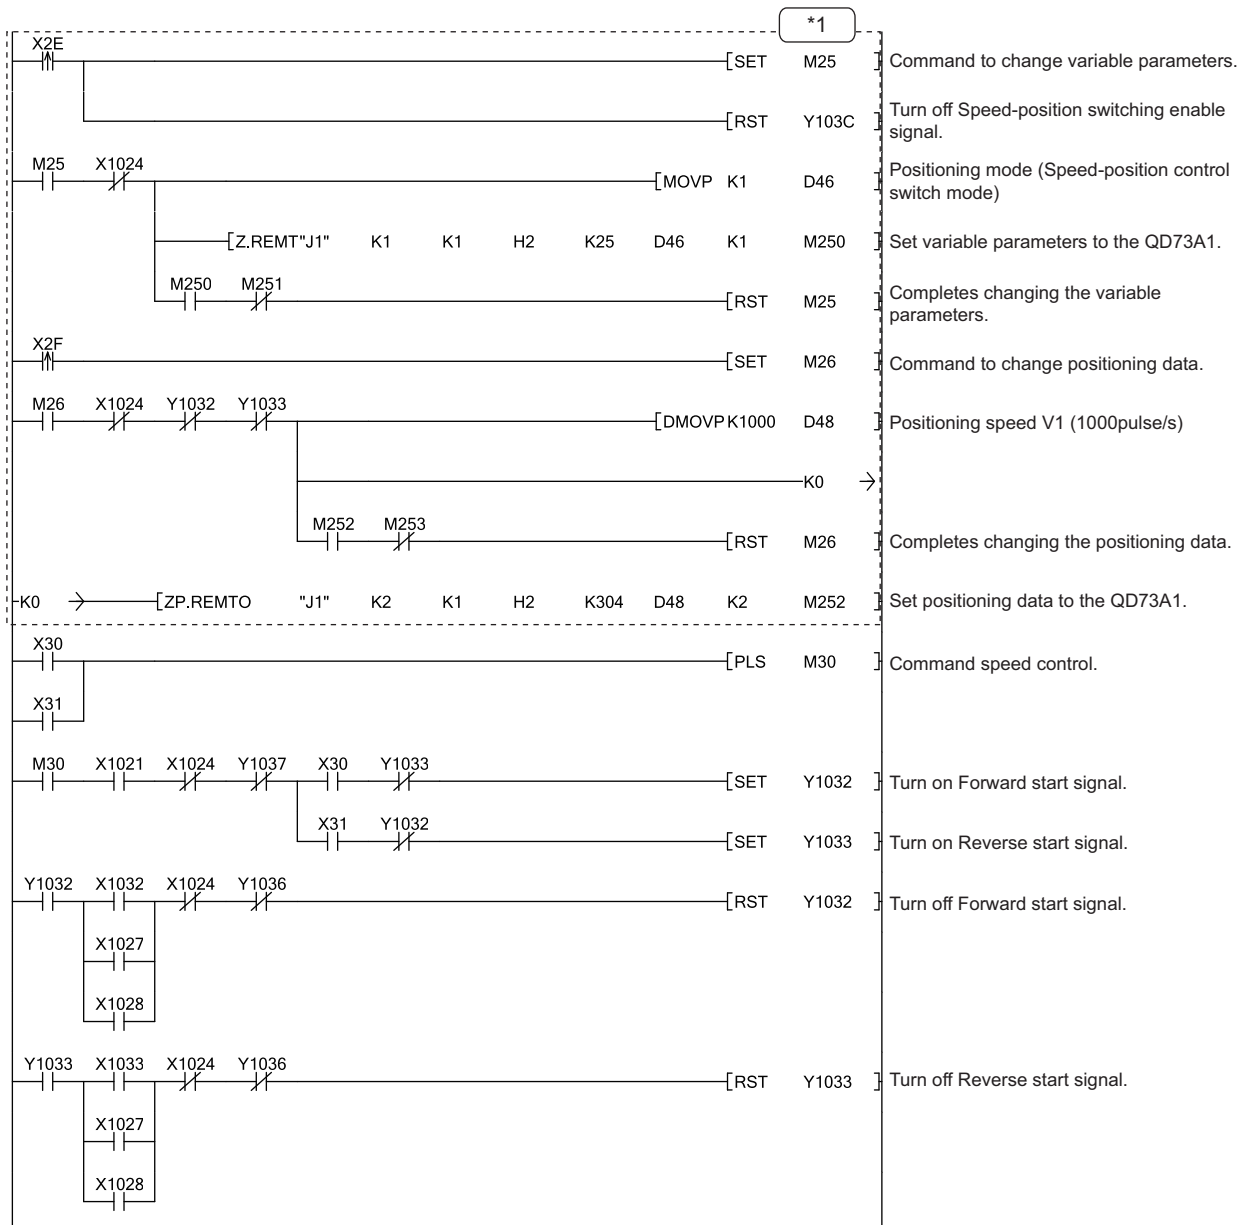 *1
X2E
SET M25 Command to change variable parameters.
RST Y103C Turn off Speed-position switching enable
signal.
M25 X1024
MOVP K1 D46 Positioning mode (Speed-position control
switch mode)
Z.REMT"J1" K1 K1 H2 K25 D46 K1 M250 Set variable parameters to the QD73A1.
M250 M251
RST M25 Completes changing the variable
parameters.
X2F
SET M26 Command to change positioning data.
M26 X1024 Y1032 Y1033
DMOVP K1000 D48 Positioning speed V1 (1000pulse/s)
K0
M252 M253
RST M26 Completes changing the positioning data.
K0 ZP.REMTO "J1" K2 K1 H2 K304 D48 K2 M252 Set positioning data to the QD73A1.
X30
PLS M30 Command speed control.
X31
M30 X1021 X1024 Y1037 X30 Y1033
SET Y1032 Turn on Forward start signal.
X31 Y1032
SET Y1033 Turn on Reverse start signal.
Y1032 X1032 X1024 Y1036
RST Y1032 Turn off Forward start signal.
X1027
X1028
Y1033 X1033 X1024 Y1036
RST Y1033 Turn off Reverse start signal.
X1027
X1028